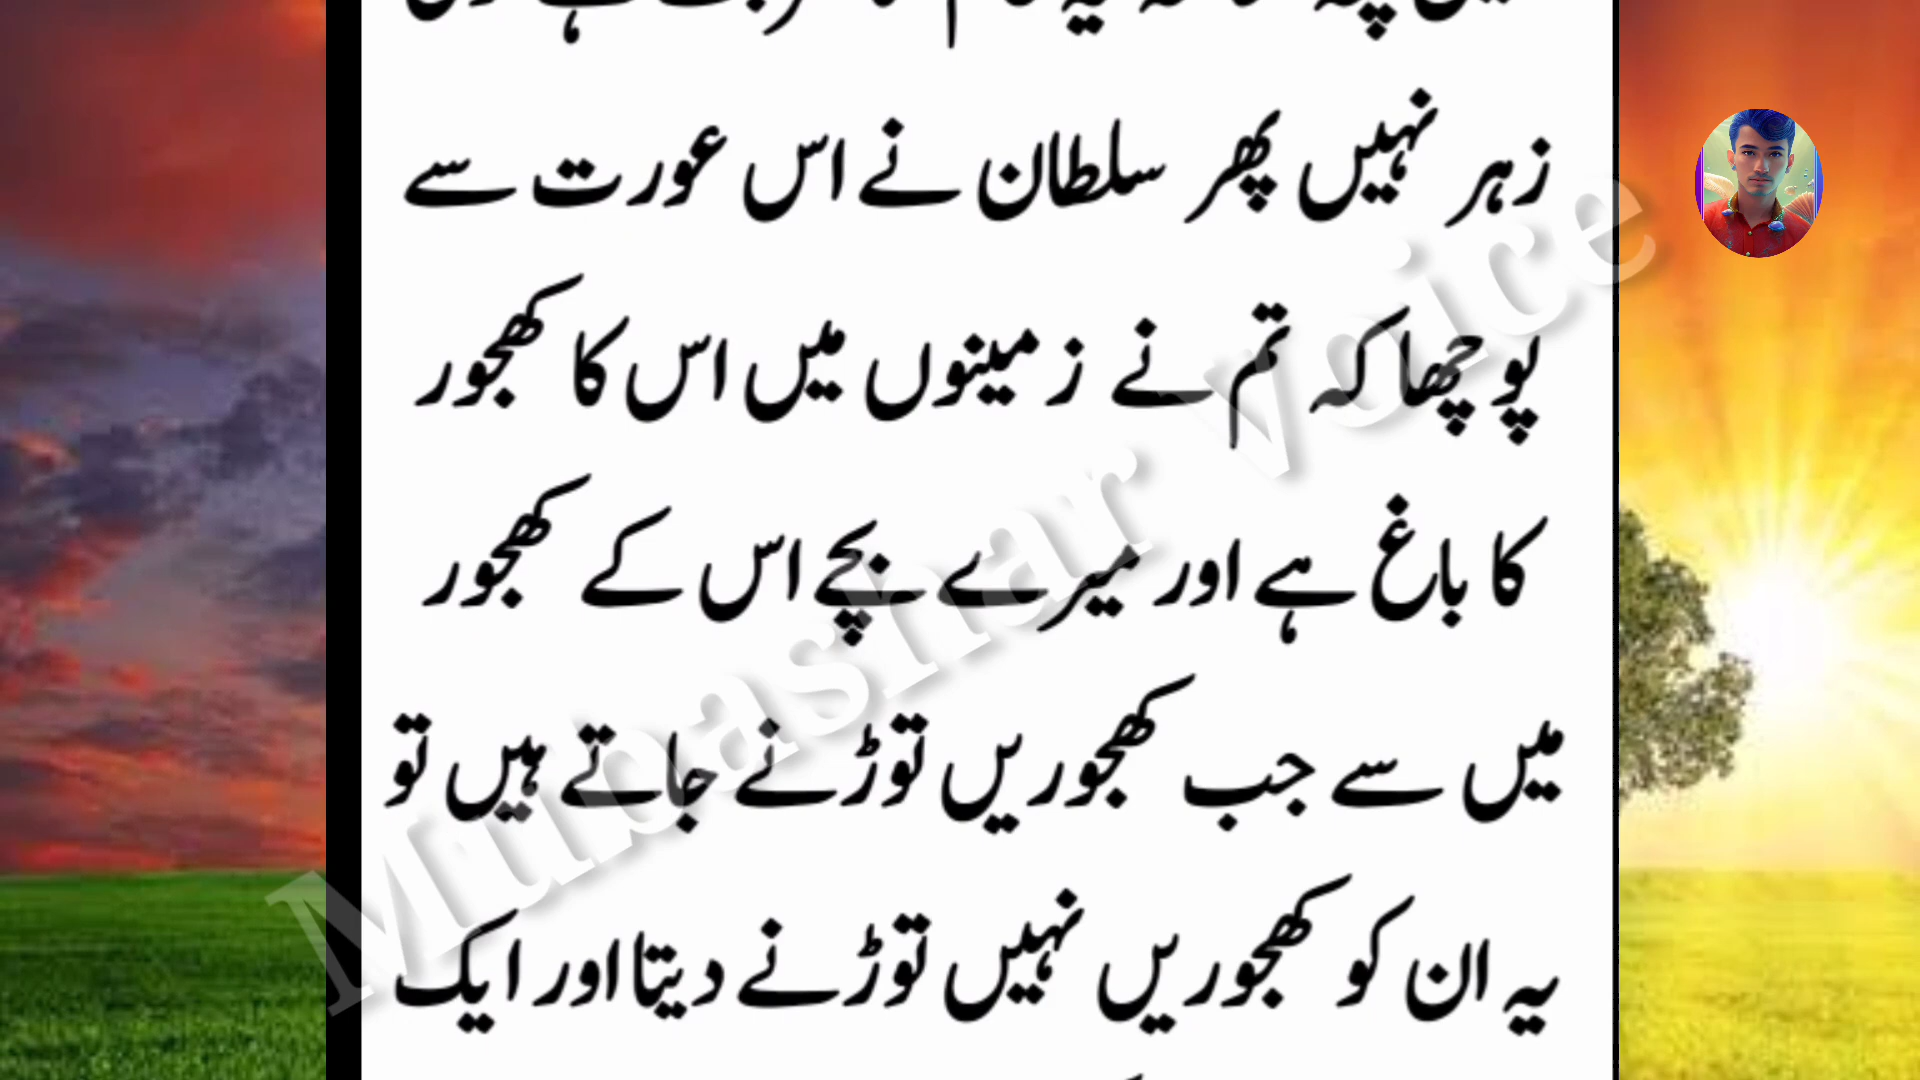 زہر نہیں پھر سلطان نے اس عورت سے
پوچھا کہ تم نے زمینوں میں اس کا کھجور
کا باغ ہے اور میرے بچے اس کے کھجور
میں سے جب کھجوریں توڑنے جاتے ہیں تو
یہ ان کو کھجوریں نہیں توڑنے دیتا اور ایک
Mubashar Voice